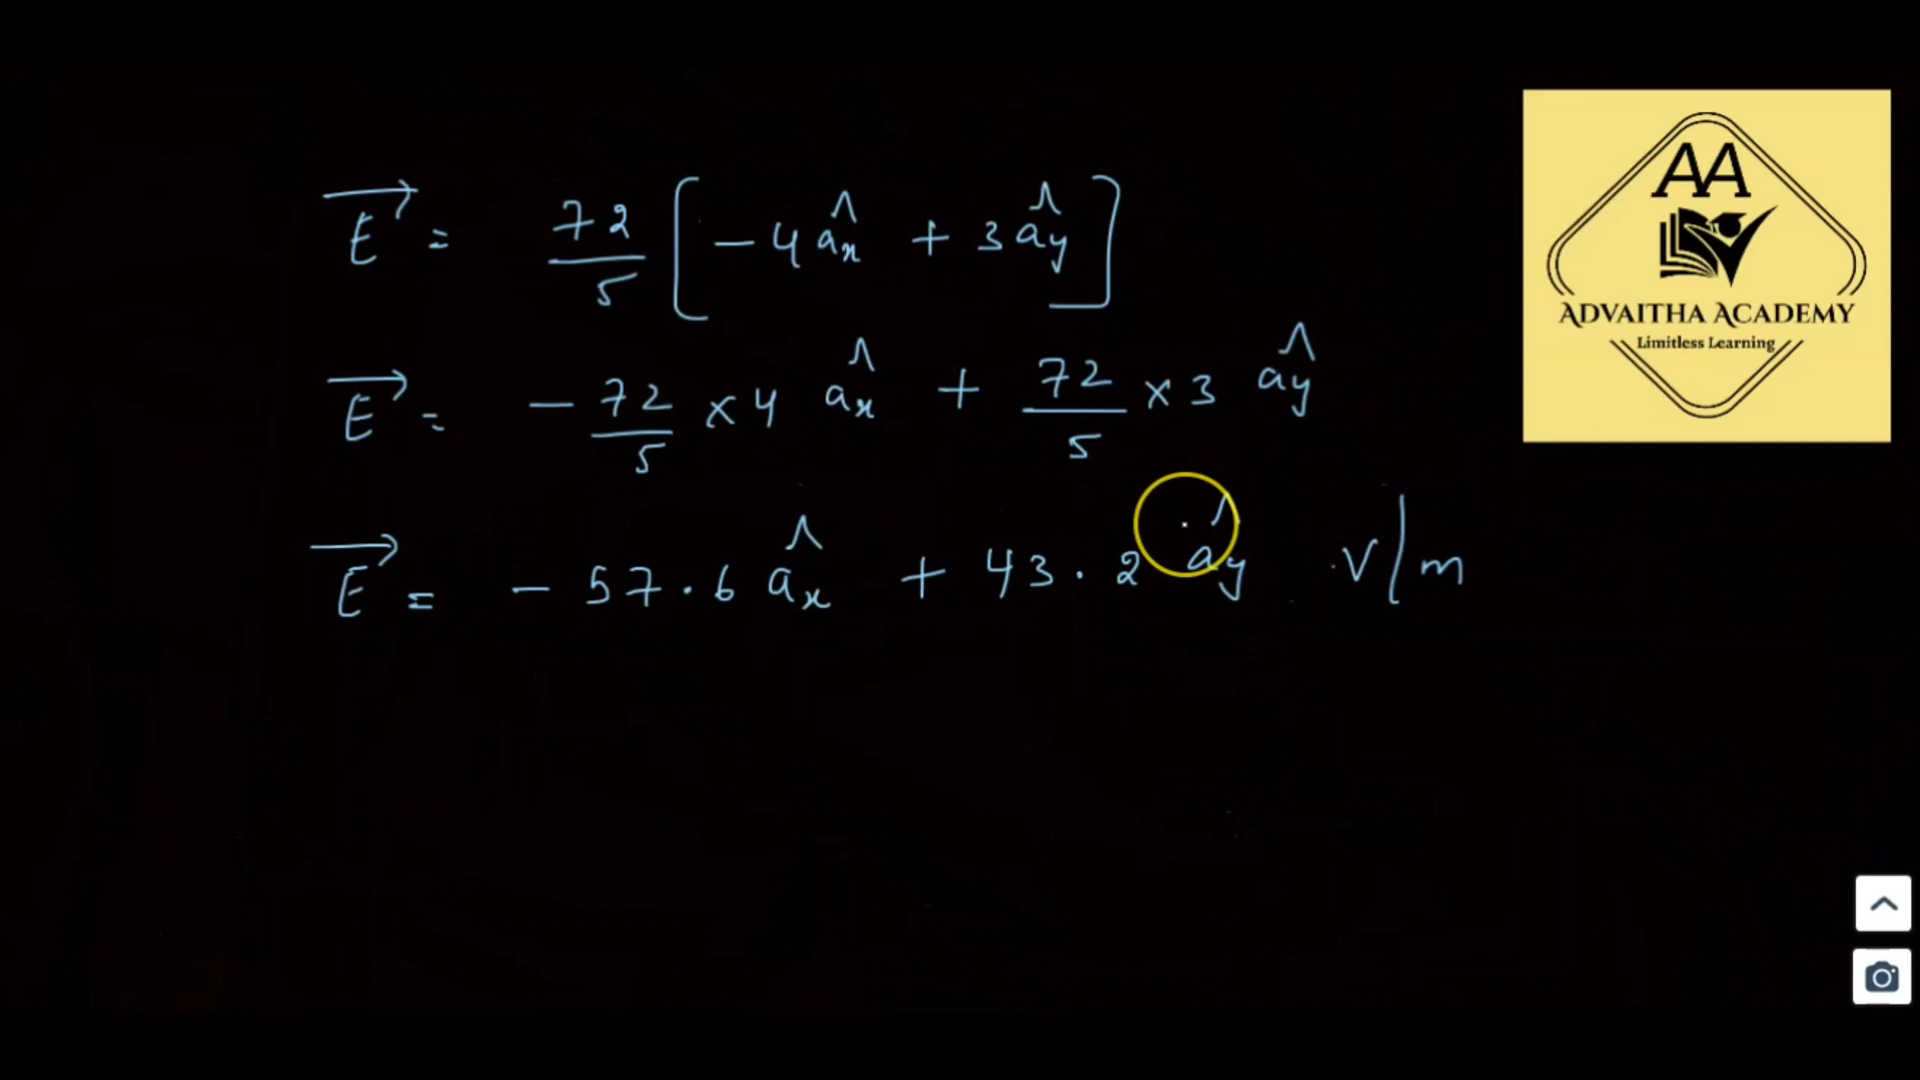 E⃗ = 72/5 [ -4 âx + 3 ây ]
E⃗ = -72/5 × 4 âx + 72/5 × 3 ây
E⃗ = -57.6 âx + 43.2 ây V/m
AA
ADVAITHA ACADEMY
Limitless Learning